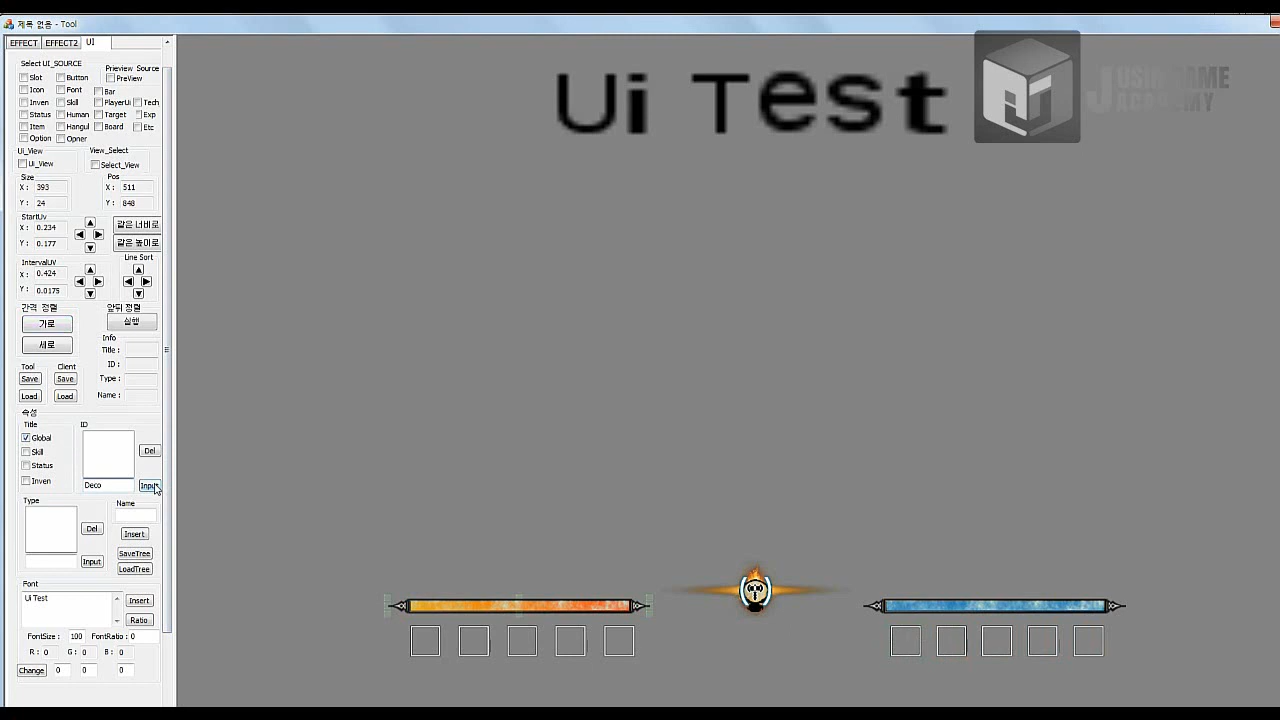 제목 없음 - Tool
EFFECT EFFECT2 UI
Select UI_SOURCE
Priview Source
Slot Button PreView
Icon Font Bar
Inven Skill PlayerUi Tech
Status Human Target Exp
Item Hangul Board Etc
Option Opner
Ui_View View_Select
Ui_View Select_View
Size Pos
X : 393 X : 511
Y : 24 Y : 848
StartUv
X : 0.234 같은 너비로
Y : 0.177 같은 높이로
IntervalUV Line Sort
X : 0.424
Y : 0.0175
간격 정렬 앞뒤 정렬
가로 실행
세로
Info
Title :
ID :
Type :
Name :
Tool Client
Save Save
Load Load
속성
Title ID
Global
Skill Del
Status
Inven Deco Input
Type Name
Del Insert
SaveTree
Input LoadTree
Font
Ui Test Insert
Ratio
FontSize : 100 FontRatio : 0
R : 0 G : 0 B : 0
Change 0 0 0
Ui Test
JUSIN GAME
ACADEMY